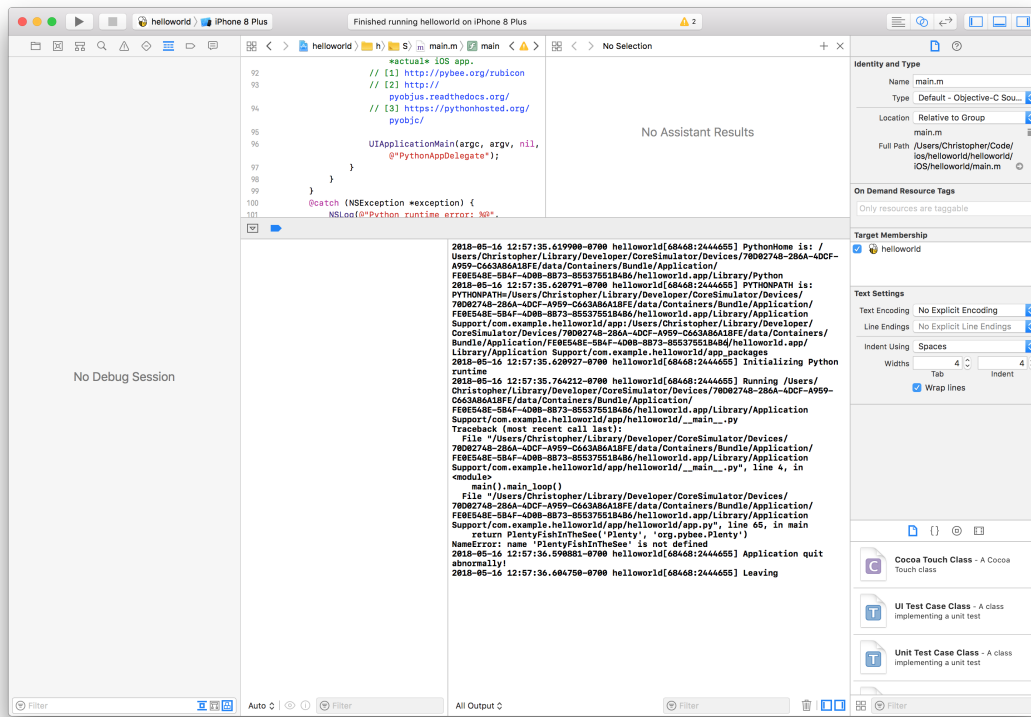 helloworld
iPhone 8 Plus
Finished running helloworld on iPhone 8 Plus
2
helloworld
h
S
m
main.m
main
No Selection
*actual* iOS app.
92 // [1] http://pybee.org/rubicon
93 // [2] http://
pyobjus.readthedocs.org/
94 // [3] https://pythonhosted.org/
pyobjc/
95
96 UIApplicationMain(argc, argv, nil,
@"PythonAppDelegate");
97 }
98 }
99 }
100 @catch (NSException *exception) {
101 NSLog(@"Python runtime error: %@",
No Assistant Results
No Debug Session
2018-05-16 12:57:35.619900-0700 helloworld[68468:2444655] PythonHome is: /
Users/Christopher/Library/Developer/CoreSimulator/Devices/70D02748-286A-4DCF-
A959-C663A86A18FE/data/Containers/Bundle/Application/
FE0E548E-5B4F-4D0B-8B73-85537551B4B6/helloworld.app/Library/Python
2018-05-16 12:57:35.620791-0700 helloworld[68468:2444655] PYTHONPATH is:
PYTHONPATH=/Users/Christopher/Library/Developer/CoreSimulator/Devices/
70D02748-286A-4DCF-A959-C663A86A18FE/data/Containers/Bundle/Application/
FE0E548E-5B4F-4D0B-8B73-85537551B4B6/helloworld.app/Library/Application
Support/com.example.helloworld/app:/Users/Christopher/Library/Developer/
CoreSimulator/Devices/70D02748-286A-4DCF-A959-C663A86A18FE/data/Containers/
Bundle/Application/FE0E548E-5B4F-4D0B-8B73-85537551B4B6/helloworld.app/
Library/Application Support/com.example.helloworld/app_packages
2018-05-16 12:57:35.620927-0700 helloworld[68468:2444655] Initializing Python
runtime
2018-05-16 12:57:35.764212-0700 helloworld[68468:2444655] Running /Users/
Christopher/Library/Developer/CoreSimulator/Devices/70D02748-286A-4DCF-A959-
C663A86A18FE/data/Containers/Bundle/Application/
FE0E548E-5B4F-4D0B-8B73-85537551B4B6/helloworld.app/Library/Application
Support/com.example.helloworld/app/helloworld/__main__.py
Traceback (most recent call last):
File "/Users/Christopher/Library/Developer/CoreSimulator/Devices/
70D02748-286A-4DCF-A959-C663A86A18FE/data/Containers/Bundle/Application/
FE0E548E-5B4F-4D0B-8B73-85537551B4B6/helloworld.app/Library/Application
Support/com.example.helloworld/app/helloworld/__main__.py", line 4, in
<module>
main().main_loop()
File "/Users/Christopher/Library/Developer/CoreSimulator/Devices/
70D02748-286A-4DCF-A959-C663A86A18FE/data/Containers/Bundle/Application/
FE0E548E-5B4F-4D0B-8B73-85537551B4B6/helloworld.app/Library/Application
Support/com.example.helloworld/app/helloworld/app.py", line 65, in main
return PlentyFishInTheSee('Plenty', 'org.pybee.Plenty')
NameError: name 'PlentyFishInTheSee' is not defined
2018-05-16 12:57:36.590881-0700 helloworld[68468:2444655] Application quit
abnormally!
2018-05-16 12:57:36.604750-0700 helloworld[68468:2444655] Leaving
Filter
Auto
Filter
All Output
Filter
Identity and Type
Name main.m
Type Default - Objective-C Sou...
Location Relative to Group
main.m
Full Path /Users/Christopher/Code/
ios/helloworld/helloworld/
iOS/helloworld/main.m
On Demand Resource Tags
Only resources are taggable
Target Membership
helloworld
Text Settings
Text Encoding No Explicit Encoding
Line Endings No Explicit Line Endings
Indent Using Spaces
Widths 4 4
Tab Indent
Wrap lines
{ }
C
Cocoa Touch Class - A Cocoa
Touch class
T
UI Test Case Class - A class
implementing a unit test
T
Unit Test Case Class - A class
implementing a unit test
Filter